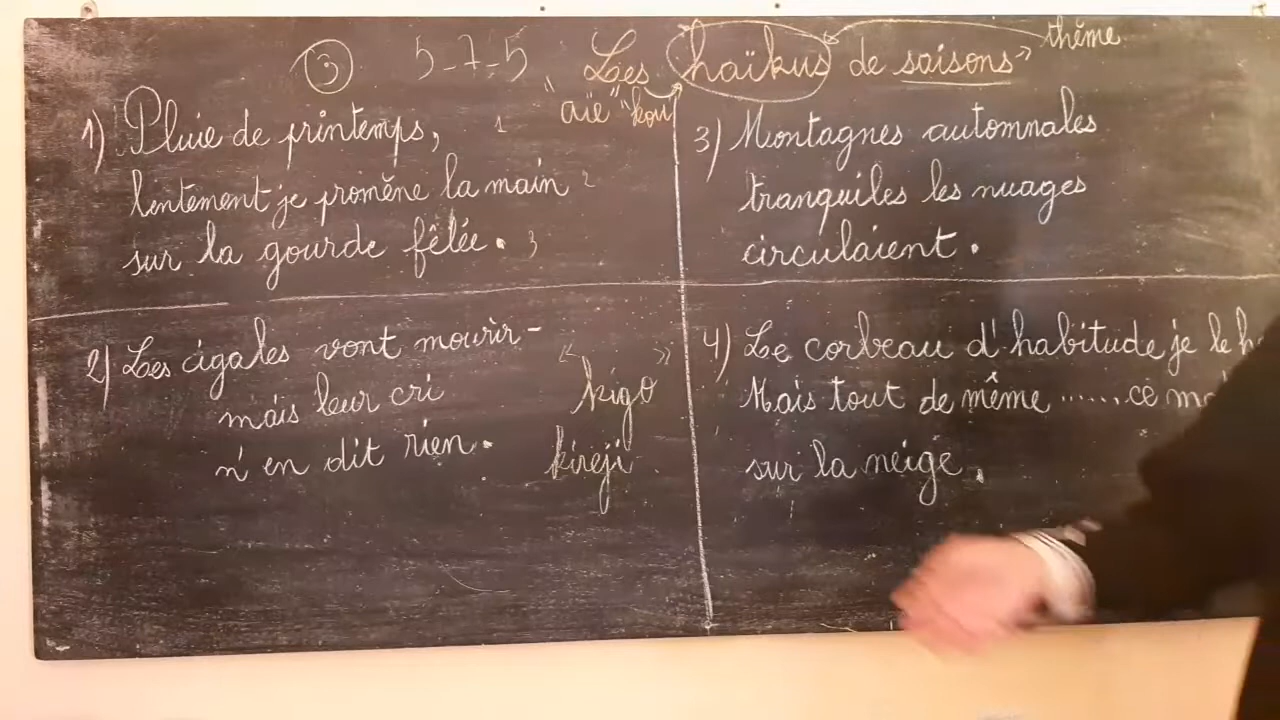 ③ 5-7-5 Les haïkus de saisons" thème
"aïe" "kou"
1) Pluie de printemps, 1
lentement je promène la main 2
sur la gourde fêlée. 3
2) Les cigales vont mourir-
mais leur cri
n'en dit rien.
"kigo"
kireji
3) Montagnes automnales
tranquiles les nuages
circulaient.
4) Le corbeau d'habitude je le
Mais tout de même ......ce
sur la neige.